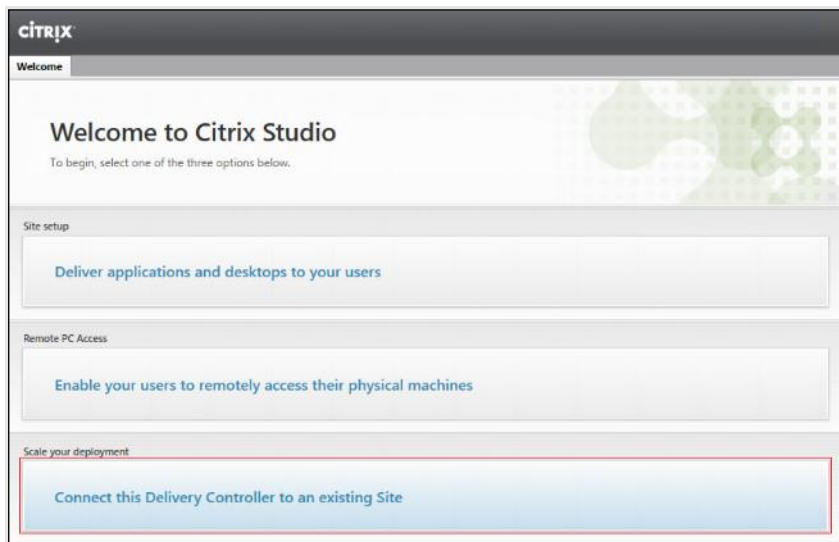 CİTRIX
Welcome
Welcome to Citrix Studio
To begin, select one of the three options below.
Site setup
Deliver applications and desktops to your users
Remote PC Access
Enable your users to remotely access their physical machines
Scale your deployment
Connect this Delivery Controller to an existing Site